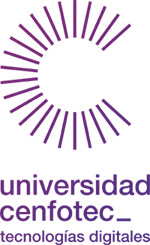 universidad
cenfotec_
tecnologías digitales